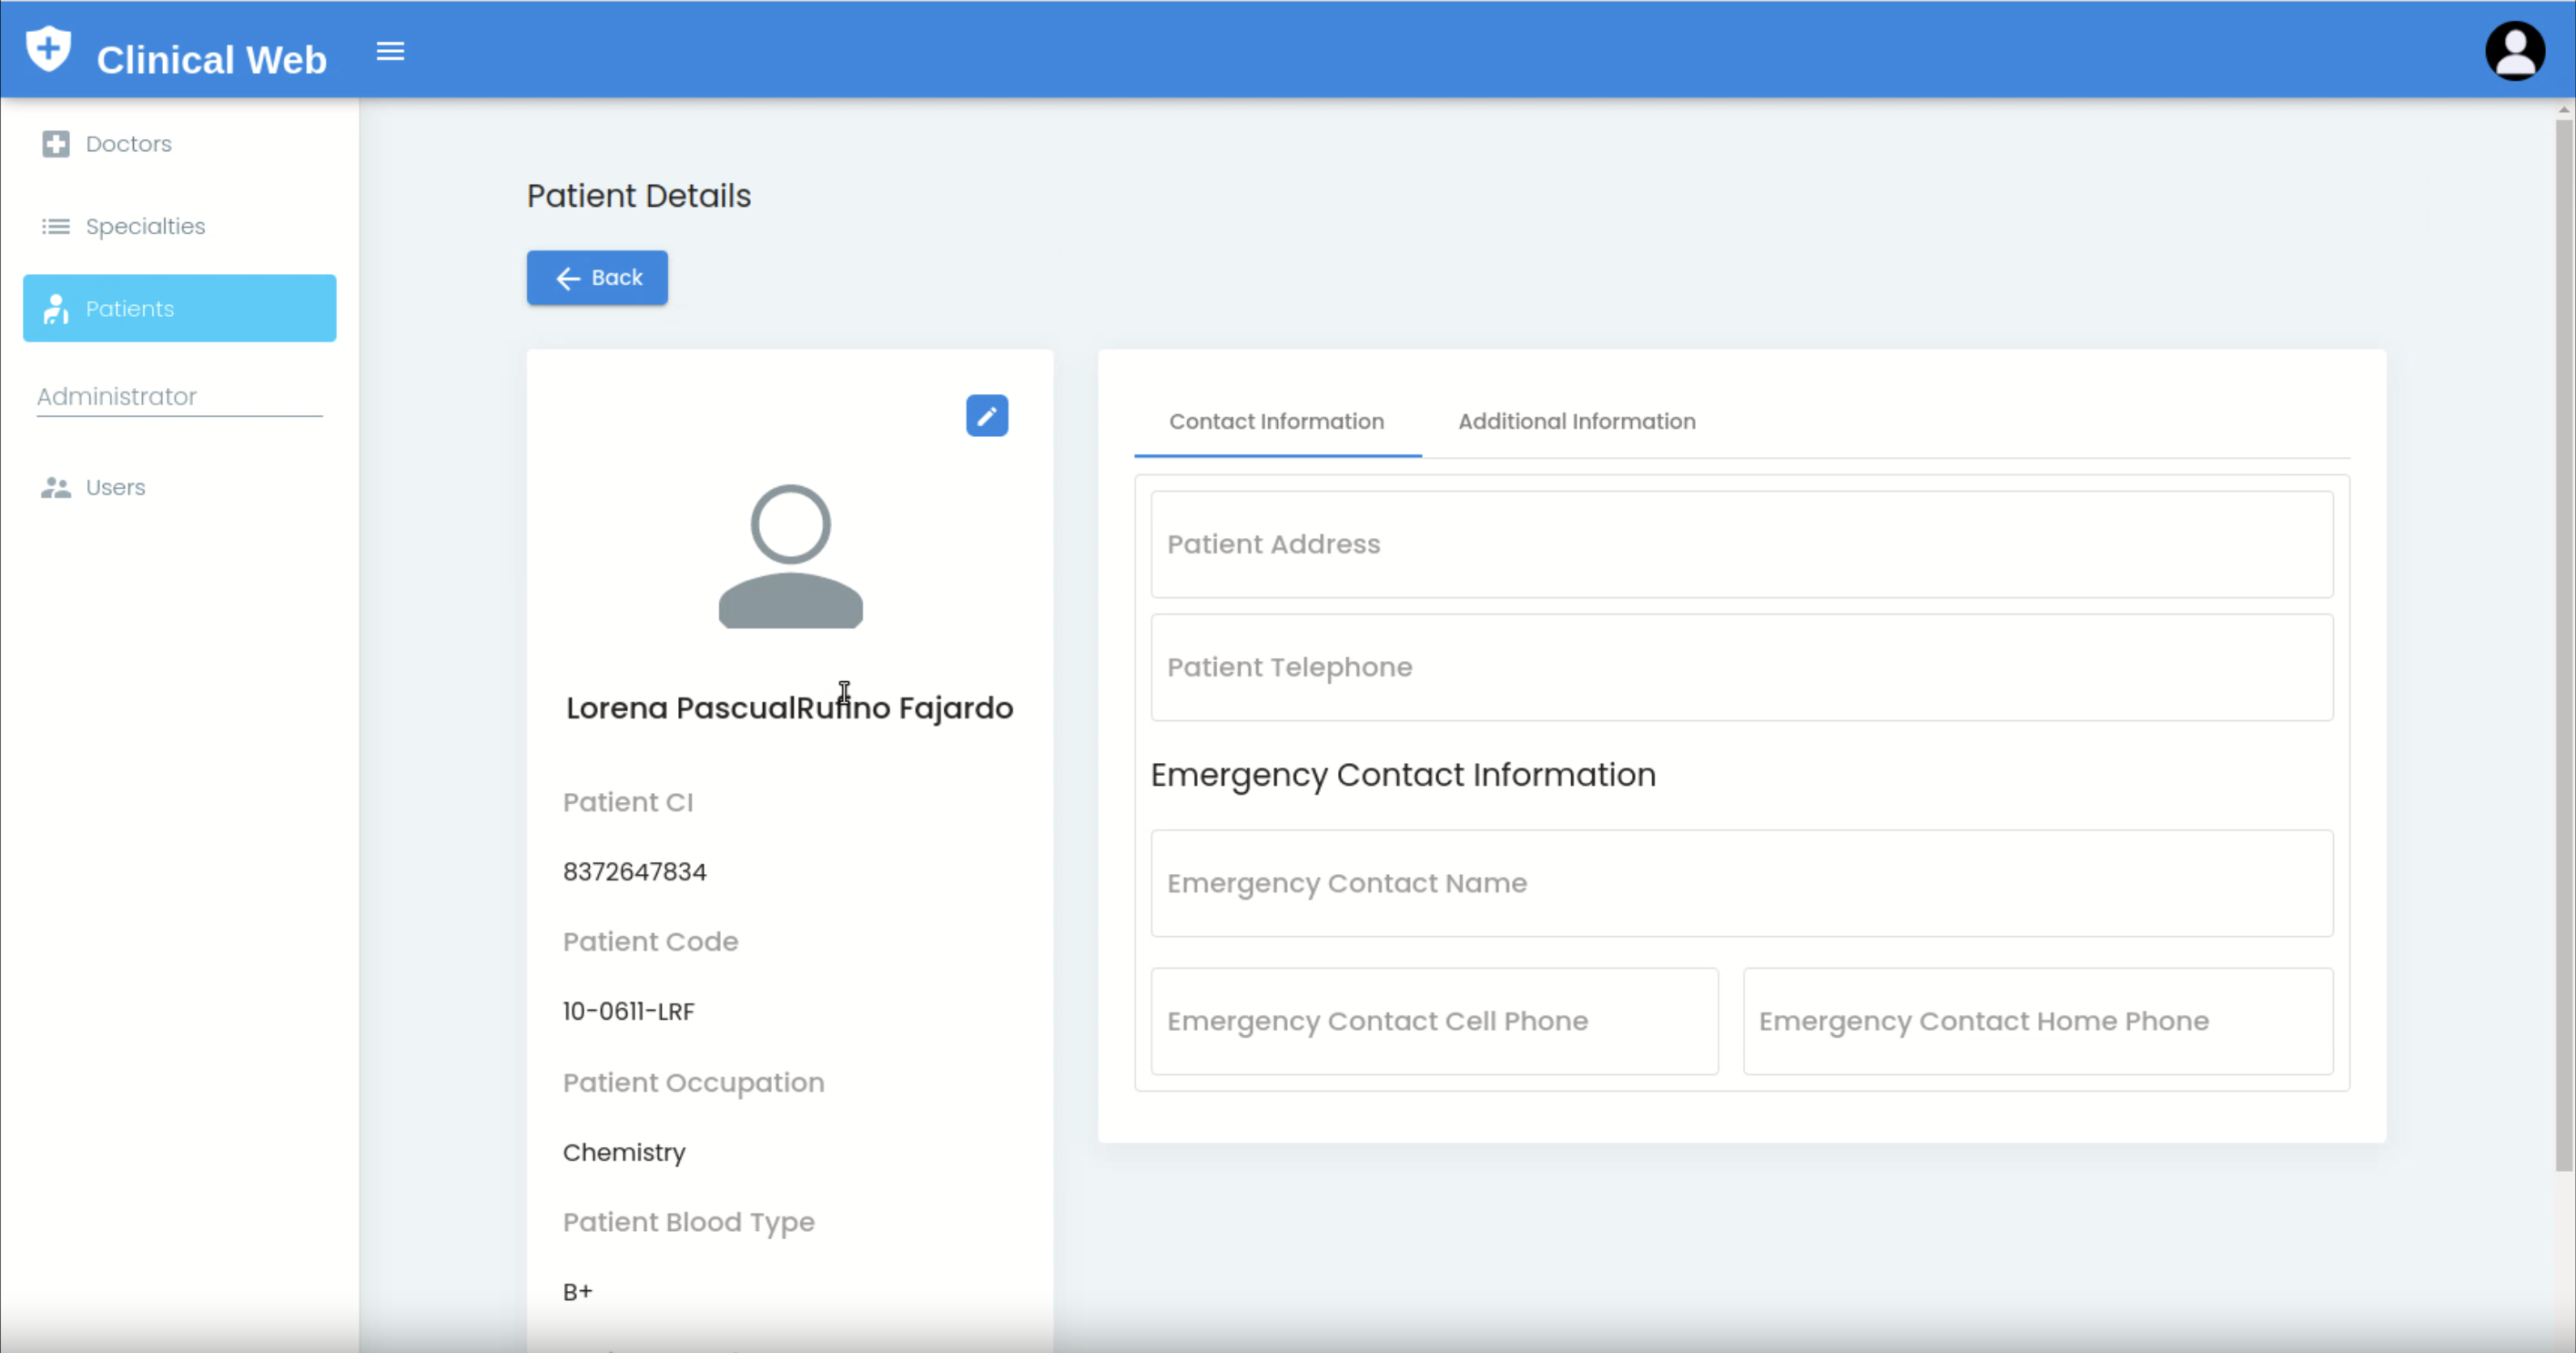 Clinical Web
Doctors
Specialties
Patients
Administrator
Users
Patient Details
Back
Lorena PascualRufino Fajardo
Patient CI
8372647834
Patient Code
10-0611-LRF
Patient Occupation
Chemistry
Patient Blood Type
B+
Contact Information
Additional Information
Patient Address
Patient Telephone
Emergency Contact Information
Emergency Contact Name
Emergency Contact Cell Phone
Emergency Contact Home Phone